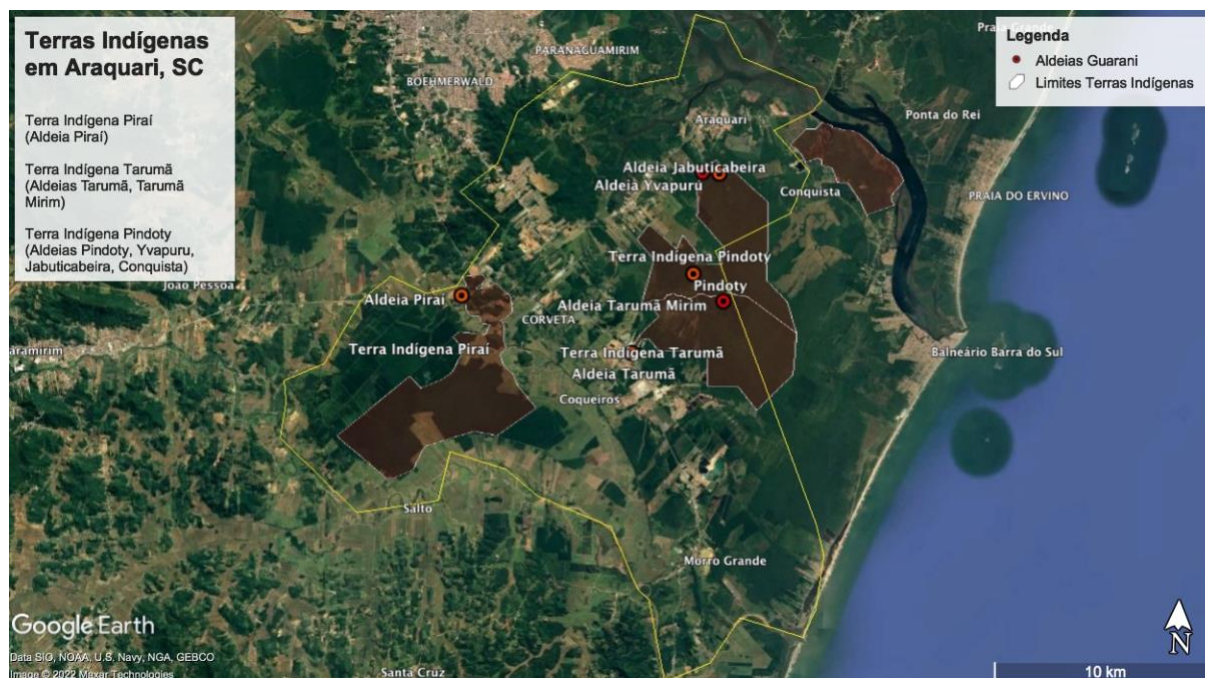 Terras Indígenas
em Araquari, SC
Terra Indígena Piraí
(Aldeia Piraí)
Terra Indígena Tarumã
(Aldeias Tarumã, Tarumã
Mirim)
Terra Indígena Pindoty
(Aldeias Pindoty, Yvapuru,
Jabuticabeira, Conquista)
Legenda
Aldeias Guarani
Limites Terras Indígenas
Praia Grande
PARANAGUAMIRIM
BOEHMERWALD
Ponta do Rei
Araquari
Aldeia Jabuticabeira
Aldeia Yvapuru
Conquista
PRAIA DO ERVINO
Terra Indígena Pindoty
Pindoty
João Pessoa
Aldeia Piraí
Aldeia Tarumã Mirim
CORVETA
Terra Indígena Piraí
Terra Indígena Tarumã
Balneário Barra do Sul
aramirim
Aldeia Tarumã
Coqueiros
Salto
Morro Grande
Google Earth
Data SIO, NOAA, U.S. Navy, NGA, GEBCO
Image © 2022 Maxar Technologies
Santa Cruz
N
10 km